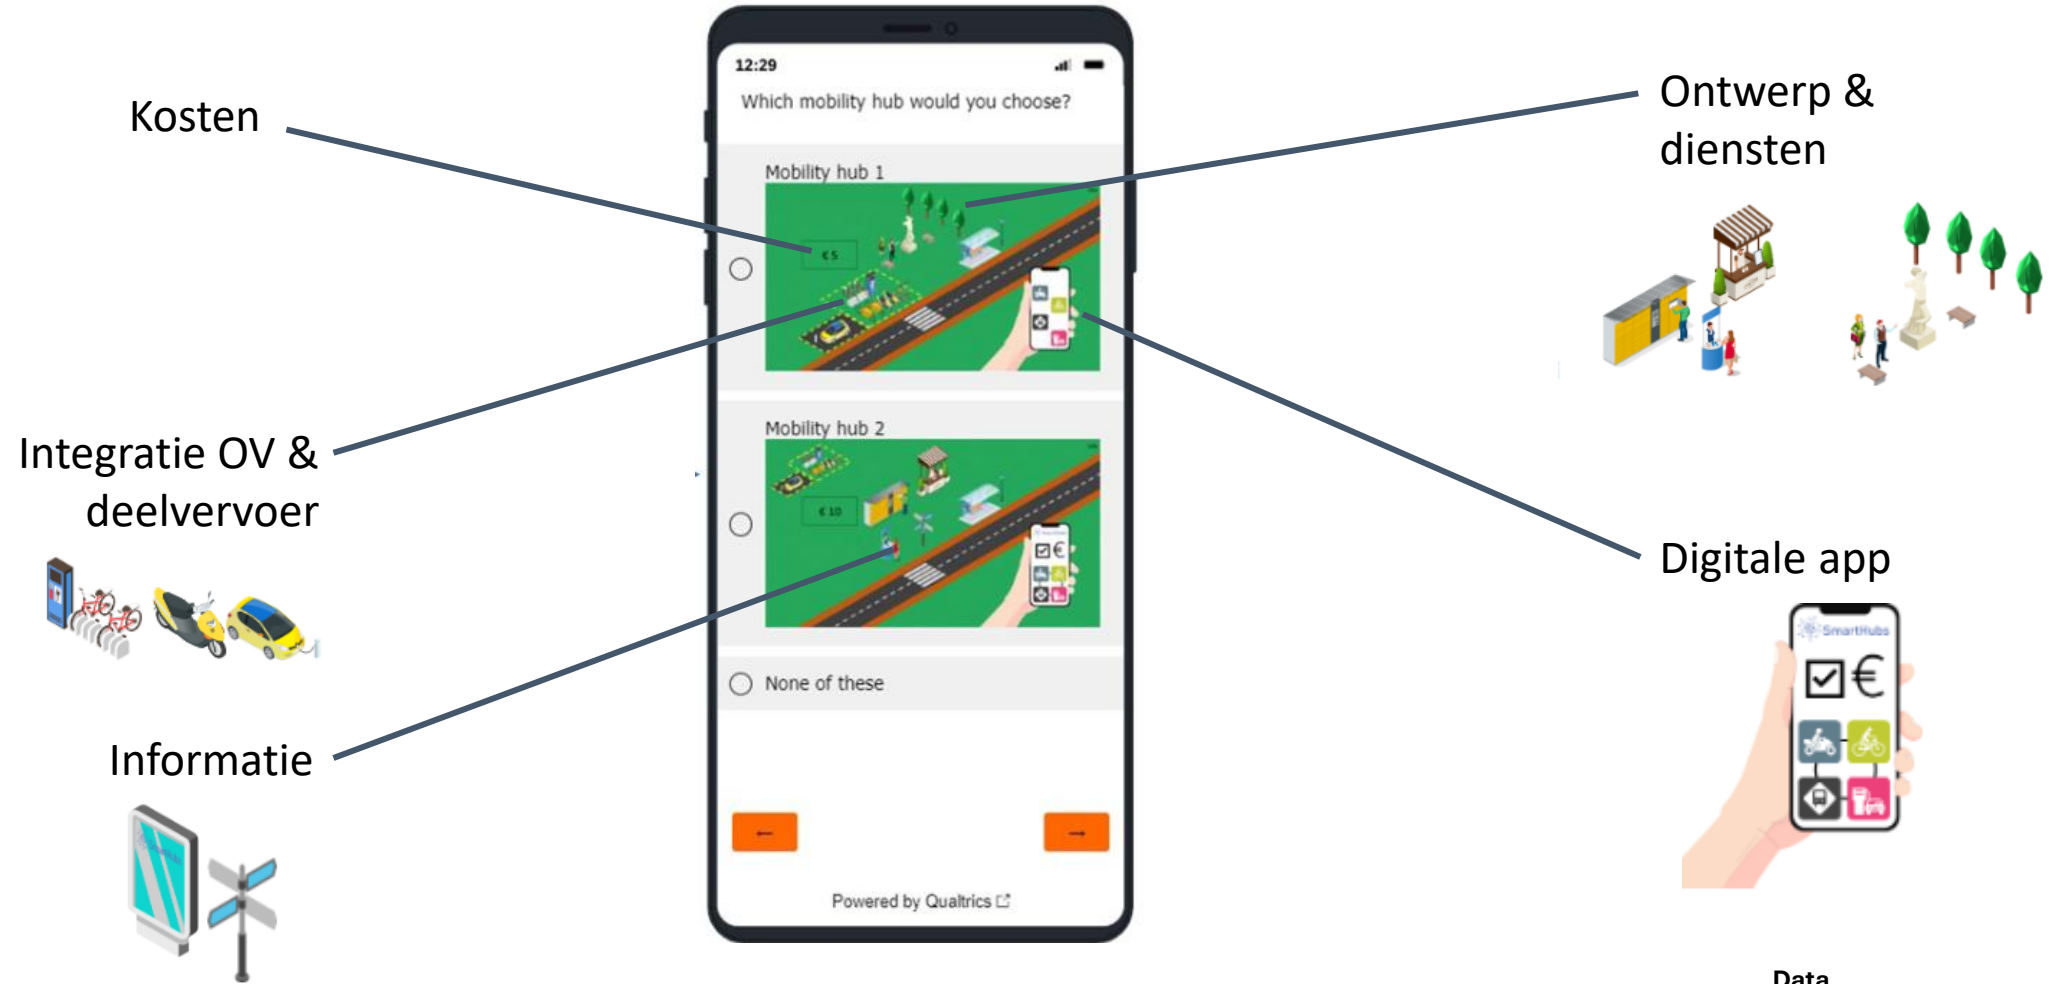 Kosten
Integratie OV &
deelvervoer
Informatie
12:29
Which mobility hub would you choose?
Mobility hub 1
€ 5
Mobility hub 2
€ 10
€
None of these
←
→
Powered by Qualtrics
Ontwerp &
diensten
Digitale app
SmartHubs
€
Data